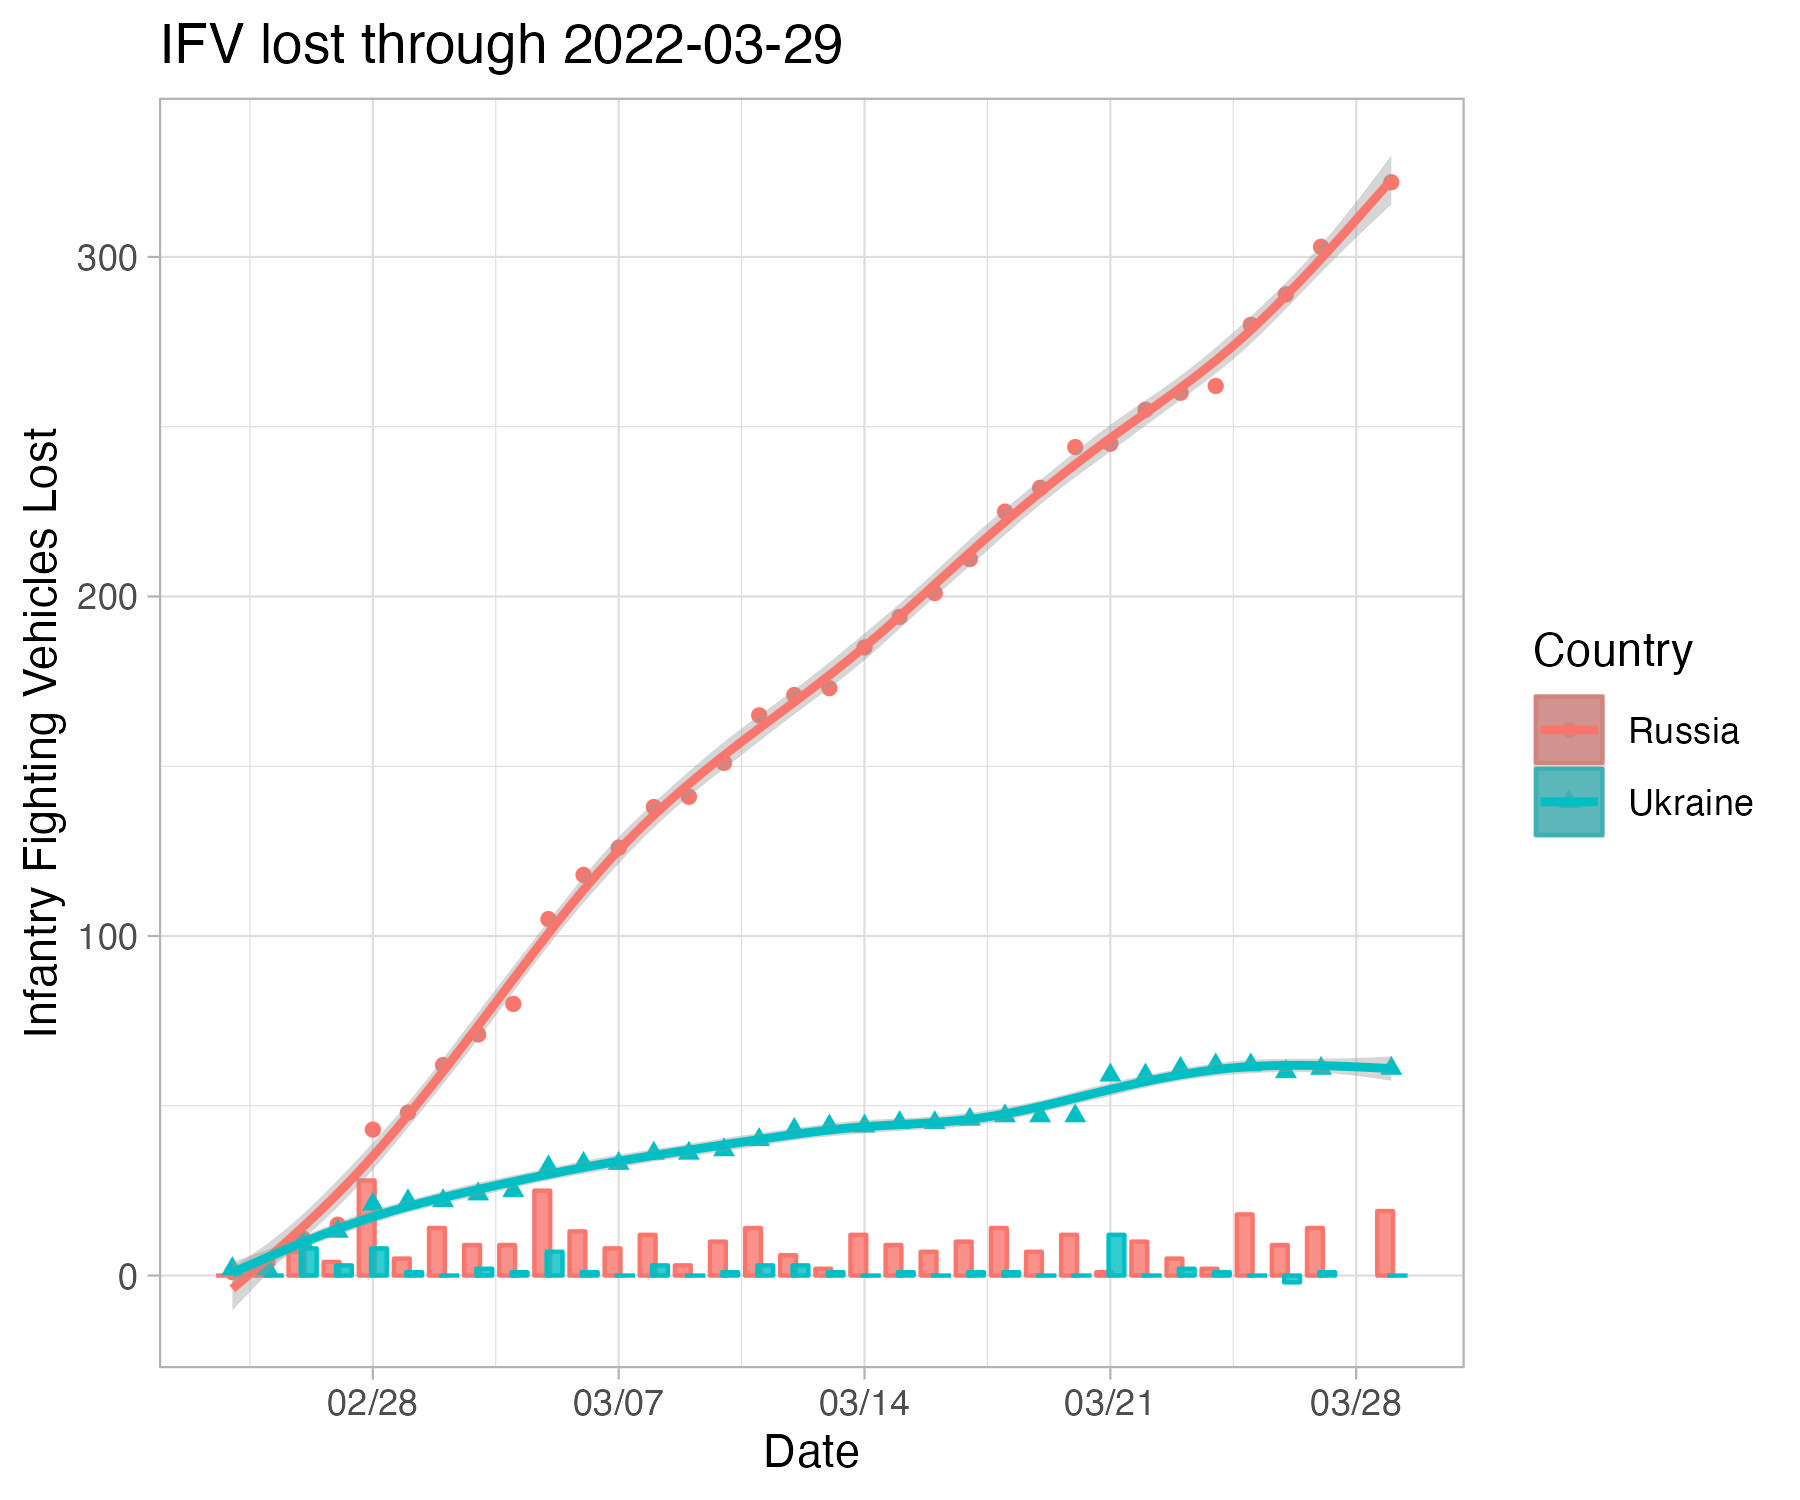 IFV lost through 2022-03-29
Infantry Fighting Vehicles Lost
300
200
100
0
02/28
03/07
03/14
03/21
03/28
Date
Country
Russia
Ukraine